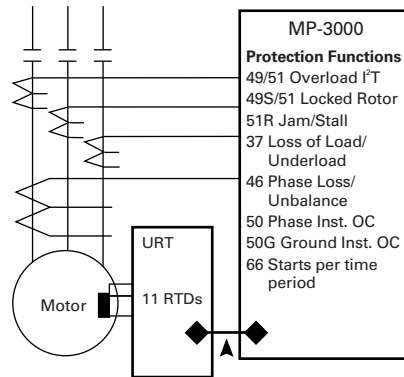 MP-3000
Protection Functions
49/51 Overload I²T
49S/51 Locked Rotor
51R Jam/Stall
37 Loss of Load/
Underload
46 Phase Loss/
Unbalance
50 Phase Inst. OC
50G Ground Inst. OC
66 Starts per time
period
URT
11 RTDs
Motor